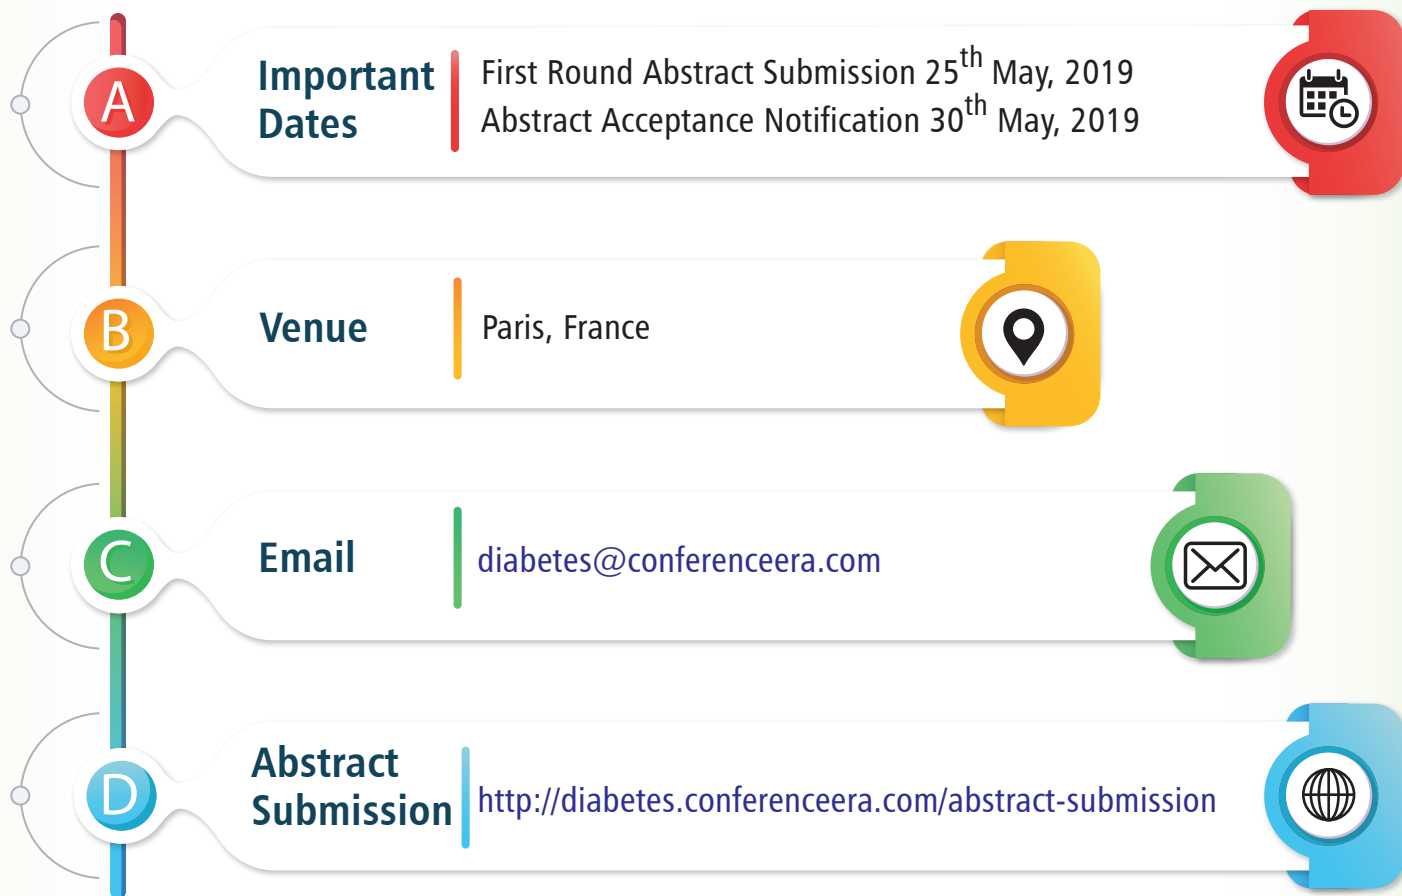 A
Important
Dates
First Round Abstract Submission 25th May, 2019
Abstract Acceptance Notification 30th May, 2019
B
Venue
Paris, France
C
Email
diabetes@conferenceera.com
D
Abstract
Submission
http://diabetes.conferenceera.com/abstract-submission